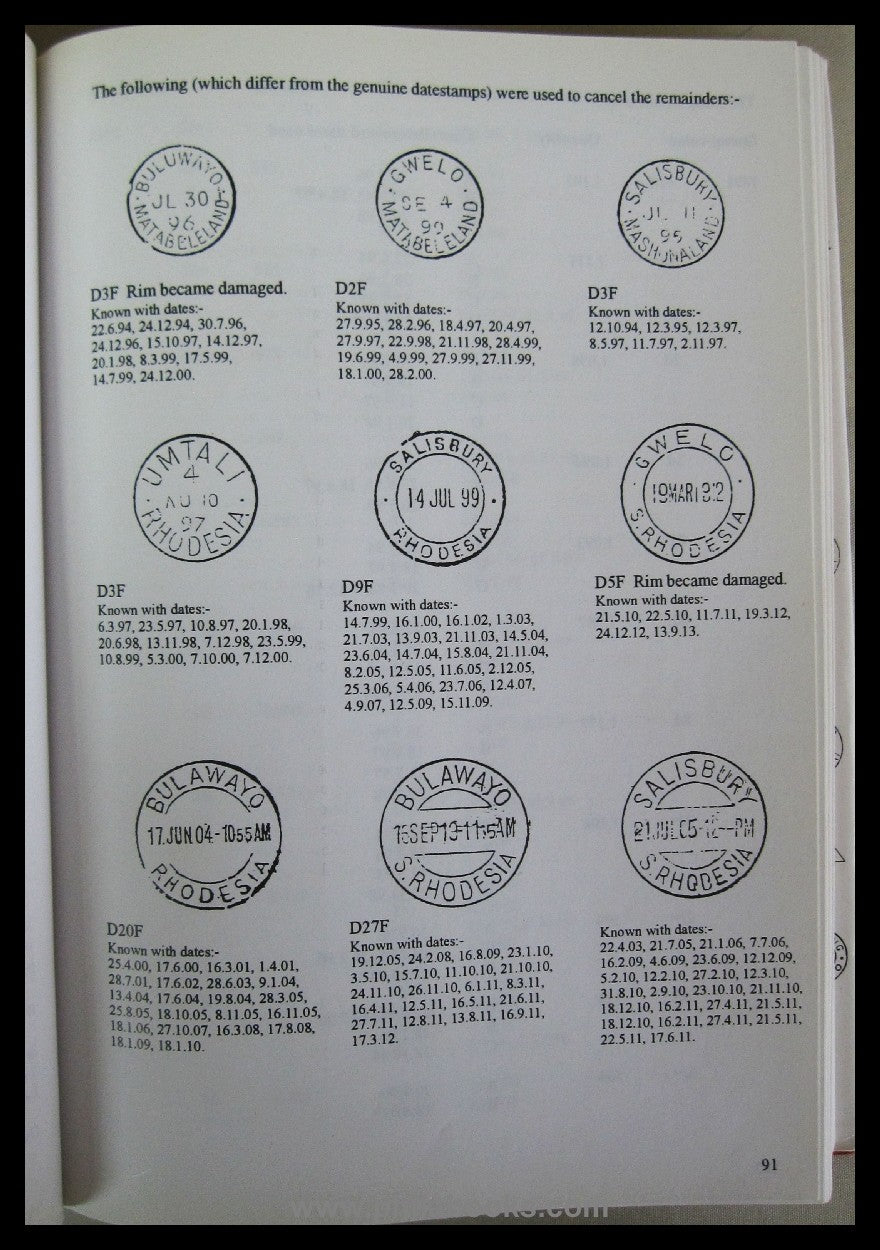 The following (which differ from the genuine datestamps) were used to cancel the remainders:-
BULUWAYO
JL 30
96
MATABELELAND
D3F Rim became damaged.
Known with dates:-
22.6.94, 24.12.94, 30.7.96,
24.12.96, 15.10.97, 14.12.97,
20.1.98, 8.3.99, 17.5.99,
14.7.99, 24.12.00.
GWELO
SE 4
99
MATABELELAND
D2F
Known with dates:-
27.9.95, 28.2.96, 18.4.97, 20.4.97,
27.9.97, 22.9.98, 21.11.98, 28.4.99,
19.6.99, 4.9.99, 27.9.99, 27.11.99,
18.1.00, 28.2.00.
SALISBURY
JL 11
95
MASHONALAND
D3F
Known with dates:-
12.10.94, 12.3.95, 12.3.97,
8.5.97, 11.7.97, 2.11.97.
UMTALI
4
AU 10
97
RHODESIA
D3F
Known with dates:-
6.3.97, 23.5.97, 10.8.97, 20.1.98,
20.6.98, 13.11.98, 7.12.98, 23.5.99,
10.8.99, 5.3.00, 7.10.00, 7.12.00.
SALISBURY
14 JUL 99
RHODESIA
D9F
Known with dates:-
14.7.99, 16.1.00, 16.1.02, 1.3.03,
21.7.03, 13.9.03, 21.11.03, 14.5.04,
23.6.04, 14.7.04, 15.8.04, 21.11.04,
8.2.05, 12.5.05, 11.6.05, 2.12.05,
25.3.06, 5.4.06, 23.7.06, 12.4.07,
4.9.07, 12.5.09, 15.11.09.
GWELO
19MAR1912
S.RHODESIA
D5F Rim became damaged.
Known with dates:-
21.5.10, 22.5.10, 11.7.11, 19.3.12,
24.12.12, 13.9.13.
BULAWAYO
17.JUN 04-1055AM
RHODESIA
D20F
Known with dates:-
25.4.00, 17.6.00, 16.3.01, 1.4.01,
28.7.01, 17.6.02, 28.6.03, 9.1.04,
13.4.04, 17.6.04, 19.8.04, 28.3.05,
25.8.05, 18.10.05, 8.11.05, 16.11.05,
18.1.06, 27.10.07, 16.3.08, 17.8.08,
18.1.09, 18.1.10.
BULAWAYO
S.RHODESIA
D27F
Known with dates:-
19.12.05, 24.2.08, 16.8.09, 23.1.10,
3.5.10, 15.7.10, 11.10.10, 21.10.10,
24.11.10, 26.11.10, 6.1.11, 8.3.11,
16.4.11, 12.5.11, 16.5.11, 21.6.11,
27.7.11, 12.8.11, 13.8.11, 16.9.11,
17.3.12.
SALISBURY
21JUL05-12--PM
S.RHODESIA
Known with dates:-
22.4.03, 21.7.05, 21.1.06, 7.7.06,
16.2.09, 4.6.09, 23.6.09, 12.12.09,
5.2.10, 12.2.10, 27.2.10, 12.3.10,
31.8.10, 2.9.10, 23.10.10, 21.11.10,
18.12.10, 16.2.11, 27.4.11, 21.5.11,
18.12.10, 16.2.11, 27.4.11, 21.5.11,
22.5.11, 17.6.11.
91